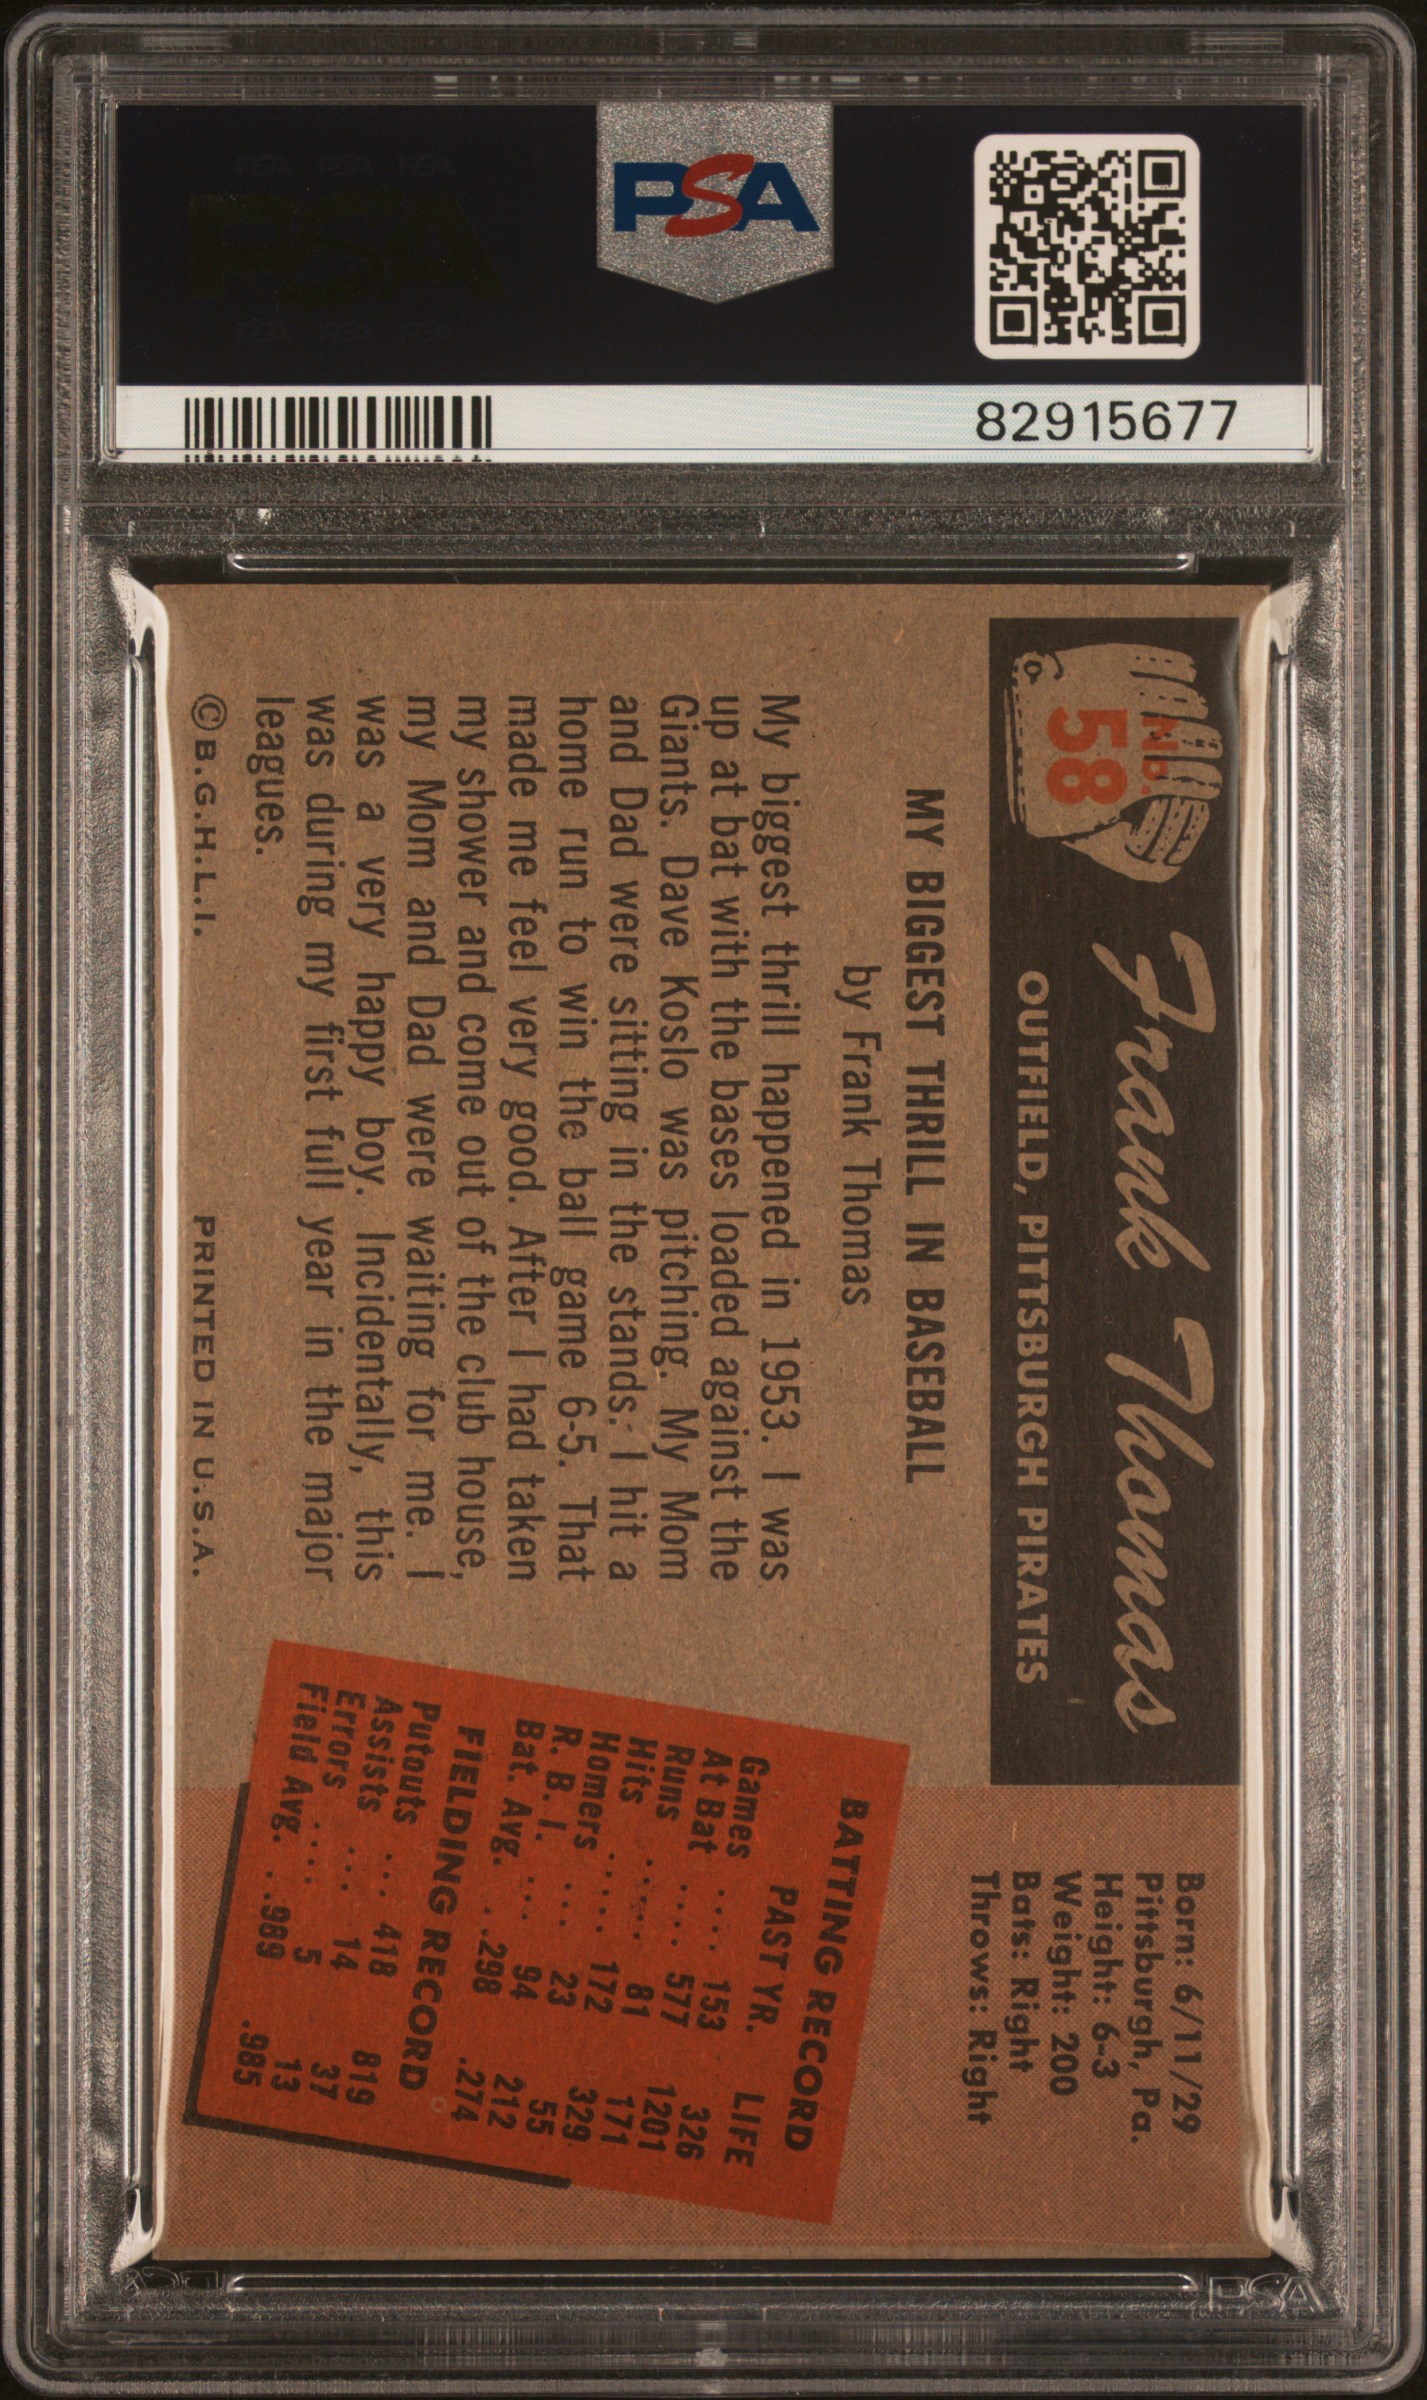 PSA
82915677
No.
58
Frank Thomas
OUTFIELD, PITTSBURGH PIRATES
MY BIGGEST THRILL IN BASEBALL
by Frank Thomas
My biggest thrill happened in 1953. I was
up at bat with the bases loaded against the
Giants. Dave Koslo was pitching. My Mom
and Dad were sitting in the stands. I hit a
home run to win the ball game 6-5. That
made me feel very good. After I had taken
my shower and come out of the club house,
my Mom and Dad were waiting for me. I
was a very happy boy. Incidentally, this
was during my first full year in the major
leagues.
©B.G.H.L.I.
PRINTED IN U.S.A.
Born: 6/11/29
Pittsburgh, Pa.
Height: 6-3
Weight: 200
Bats: Right
Throws: Right
BATTING RECORD
PAST YR. LIFE
Games .... 153 326
At Bat .... 577 1201
Runs ..... 81 171
Hits ..... 172 329
Homers ... 23 55
R. B. I. ... 94 212
Bat. Avg. ..298 .274
FIELDING RECORD
Putouts ... 418 819
Assists ... 14 37
Errors .... 5 13
Field Avg. ..989 .985
PSA